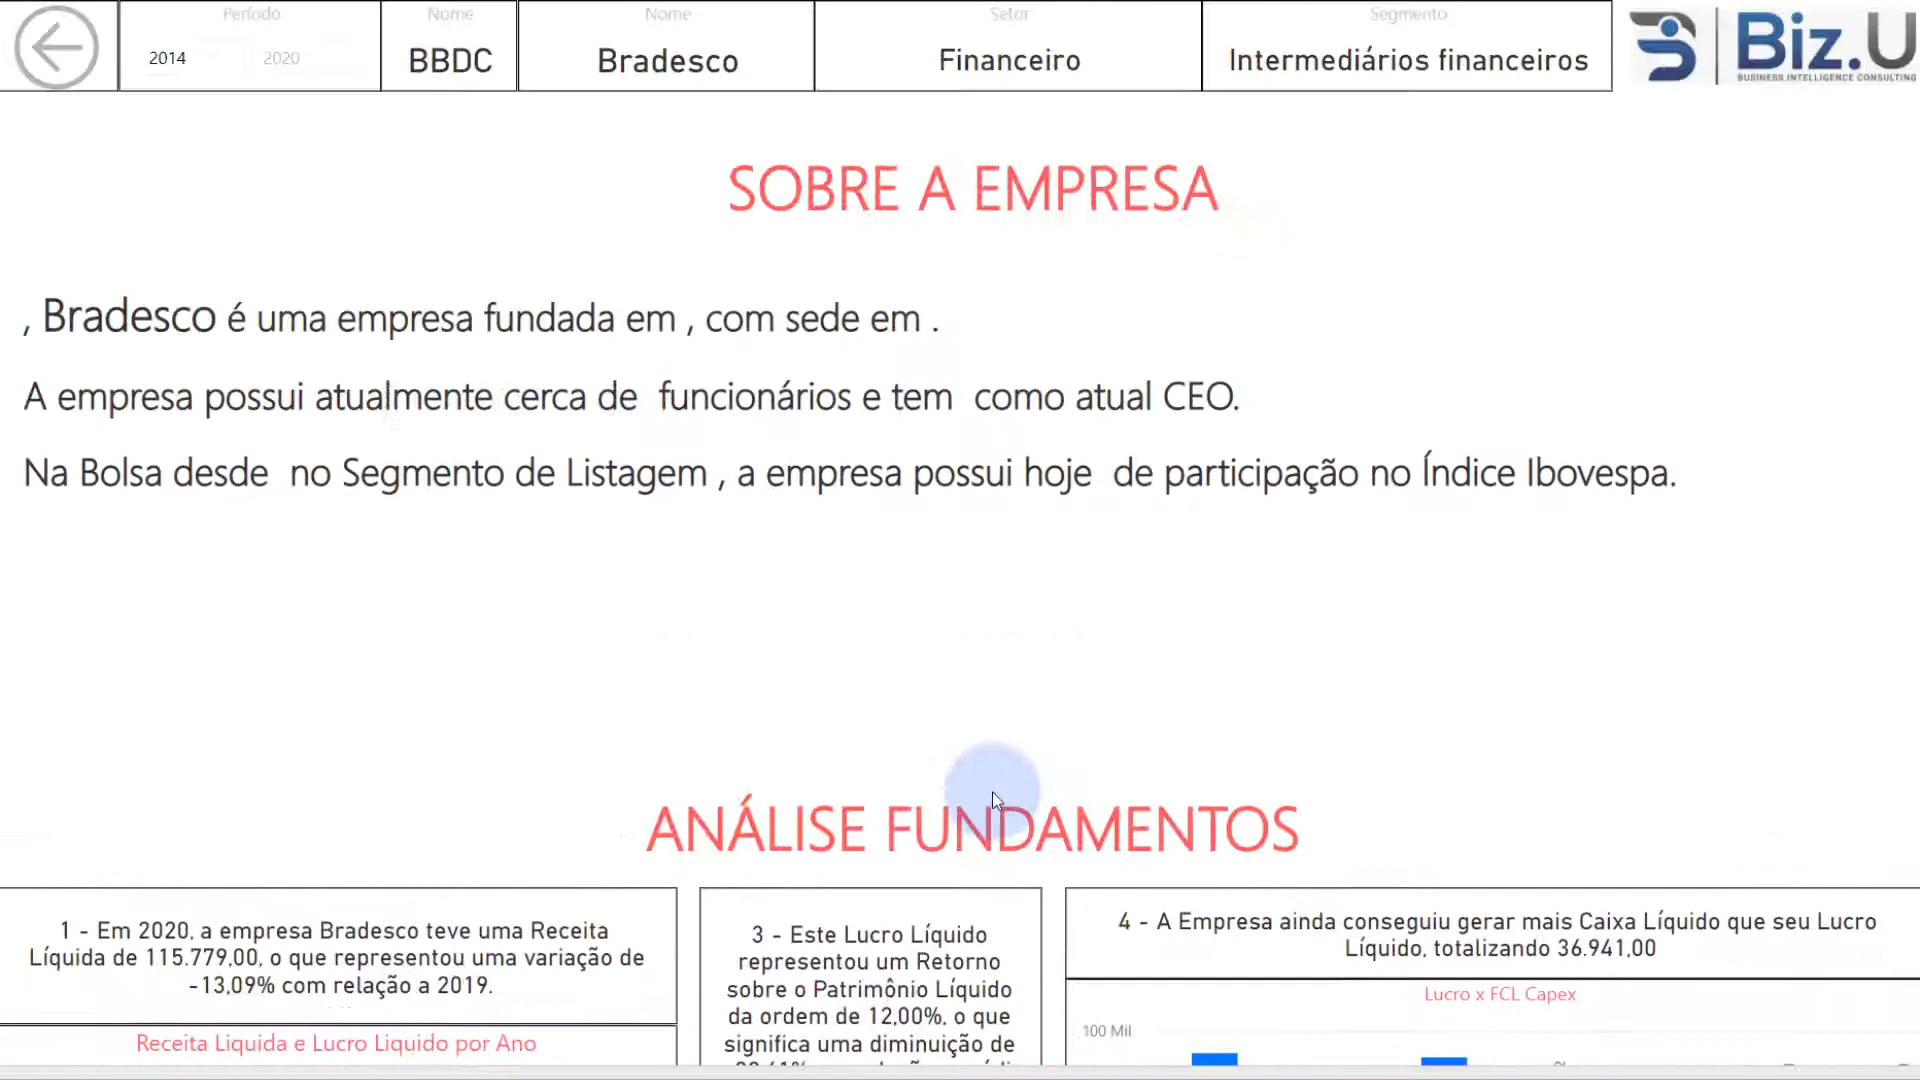 Período
2014
2020
Nome
BBDC
Nome
Bradesco
Setor
Financeiro
Segmento
Intermediários financeiros
Biz.U
BUSINESS INTELLIGENCE CONSULTING
SOBRE A EMPRESA
, Bradesco é uma empresa fundada em , com sede em .
A empresa possui atualmente cerca de funcionários e tem como atual CEO.
Na Bolsa desde no Segmento de Listagem , a empresa possui hoje de participação no Índice Ibovespa.
ANÁLISE FUNDAMENTOS
1 - Em 2020, a empresa Bradesco teve uma Receita
Líquida de 115.779,00, o que representou uma variação de
-13,09% com relação a 2019.
Receita Liquida e Lucro Liquido por Ano
3 - Este Lucro Líquido
representou um Retorno
sobre o Patrimônio Líquido
da ordem de 12,00%, o que
significa uma diminuição de
4 - A Empresa ainda conseguiu gerar mais Caixa Líquido que seu Lucro
Líquido, totalizando 36.941,00
Lucro x FCL Capex
100 Mil